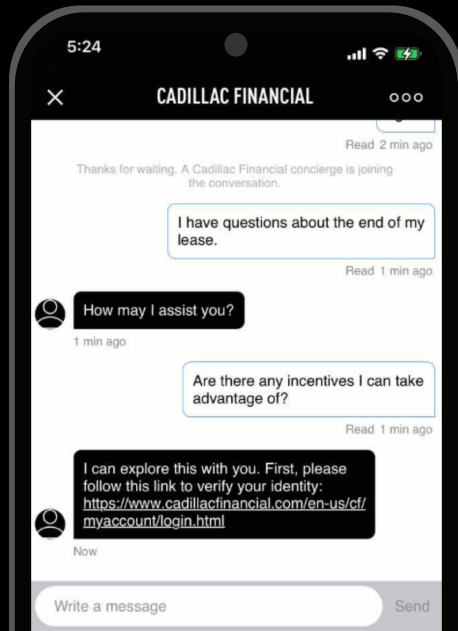 5:24
CADILLAC FINANCIAL
Read 2 min ago
Thanks for waiting. A Cadillac Financial concierge is joining
the conversation.
I have questions about the end of my
lease.
Read 1 min ago
How may I assist you?
1 min ago
Are there any incentives I can take
advantage of?
Read 1 min ago
I can explore this with you. First, please
follow this link to verify your identity:
https://www.cadillacfinancial.com/en-us/cf/
myaccount/login.html
Now
Write a message
Send